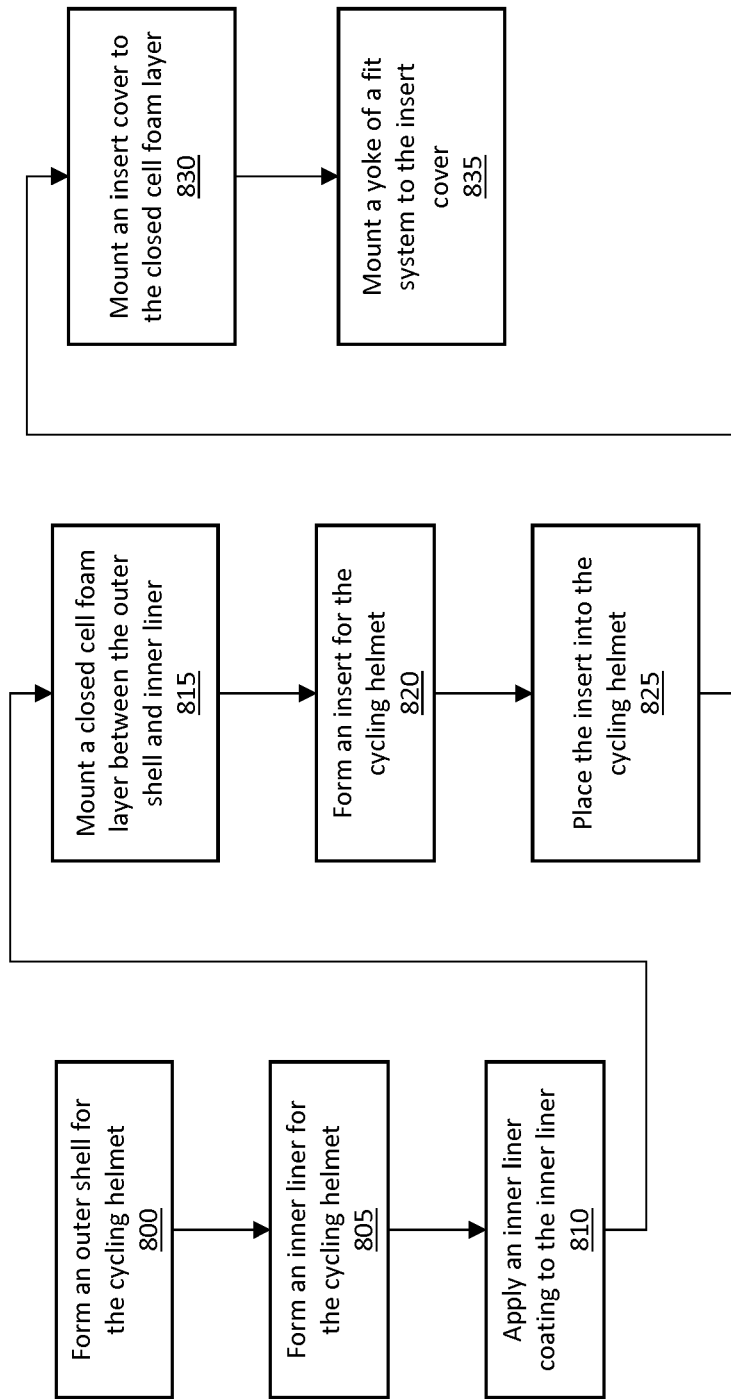 Form an outer shell for
the cycling helmet
800
Form an inner liner for
the cycling helmet
805
Apply an inner liner
coating to the inner liner
810
Mount a closed cell foam
layer between the outer
shell and inner liner
815
Form an insert for the
cycling helmet
820
Place the insert into the
cycling helmet
825
Mount an insert cover to
the closed cell foam layer
830
Mount a yoke of a fit
system to the insert
cover
835